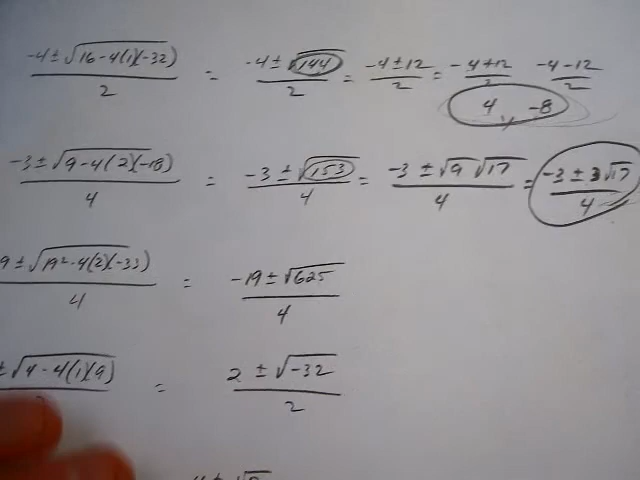 (-4 ± √(16 - 4(1)(-32)))/2 = (-4 ± √144)/2 = (-4 ± 12)/2 = (-4 + 12)/2 (-4 - 12)/2
4, -8
(-3 ± √(9 - 4(2)(-18)))/4 = (-3 ± √153)/4 = (-3 ± √9 √17)/4 = (-3 ± 3√17)/4
9 ± √(19² - 4(2)(-33))/4 = (-19 ± √625)/4
± √(4 - 4(1)(9) = (2 ± √-32)/2